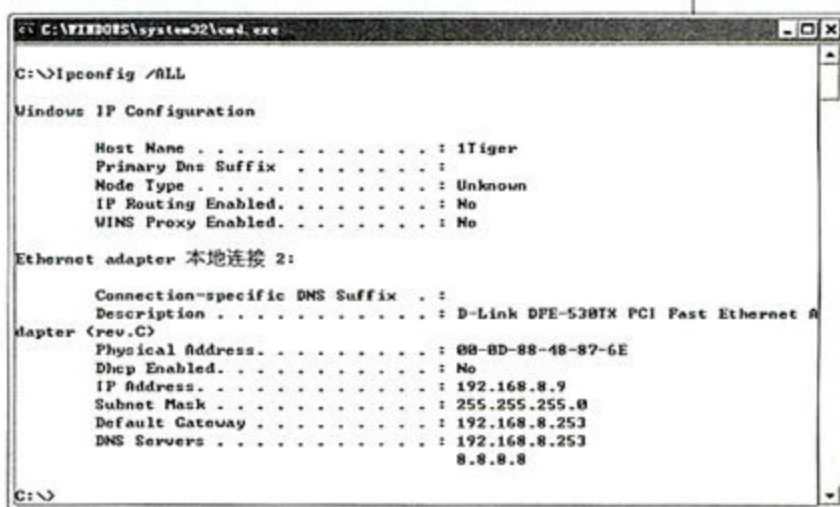 C:\WINDOWS\system32\cmd.exe
C:\>Ipconfig /ALL
Windows IP Configuration
Host Name . . . . . . . . . . . . : 1Tiger
Primary Dns Suffix . . . . . . . :
Node Type . . . . . . . . . . . . : Unknown
IP Routing Enabled. . . . . . . . : No
WINS Proxy Enabled. . . . . . . . : No
Ethernet adapter 本地连接 2:
Connection-specific DNS Suffix . :
Description . . . . . . . . . . . : D-Link DFE-530TX PCI Fast Ethernet A
dapter (rev.C)
Physical Address. . . . . . . . . : 00-0D-88-48-87-6E
Dhcp Enabled. . . . . . . . . . . : No
IP Address. . . . . . . . . . . . : 192.168.8.9
Subnet Mask . . . . . . . . . . . : 255.255.255.0
Default Gateway . . . . . . . . . : 192.168.8.253
DNS Servers . . . . . . . . . . . : 192.168.8.253
8.8.8.8
C:\>